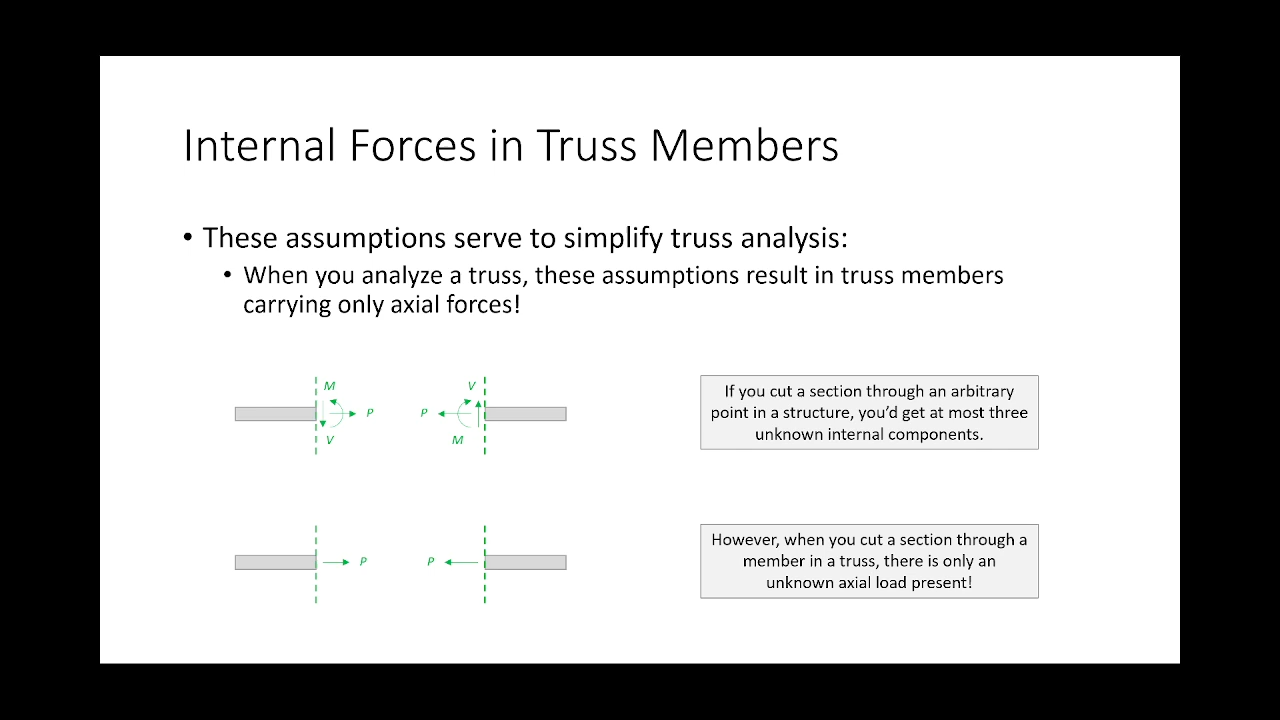 Internal Forces in Truss Members
• These assumptions serve to simplify truss analysis:
• When you analyze a truss, these assumptions result in truss members
carrying only axial forces!
M
P
V
V
P
M
If you cut a section through an arbitrary
point in a structure, you’d get at most three
unknown internal components.
P
P
However, when you cut a section through a
member in a truss, there is only an
unknown axial load present!